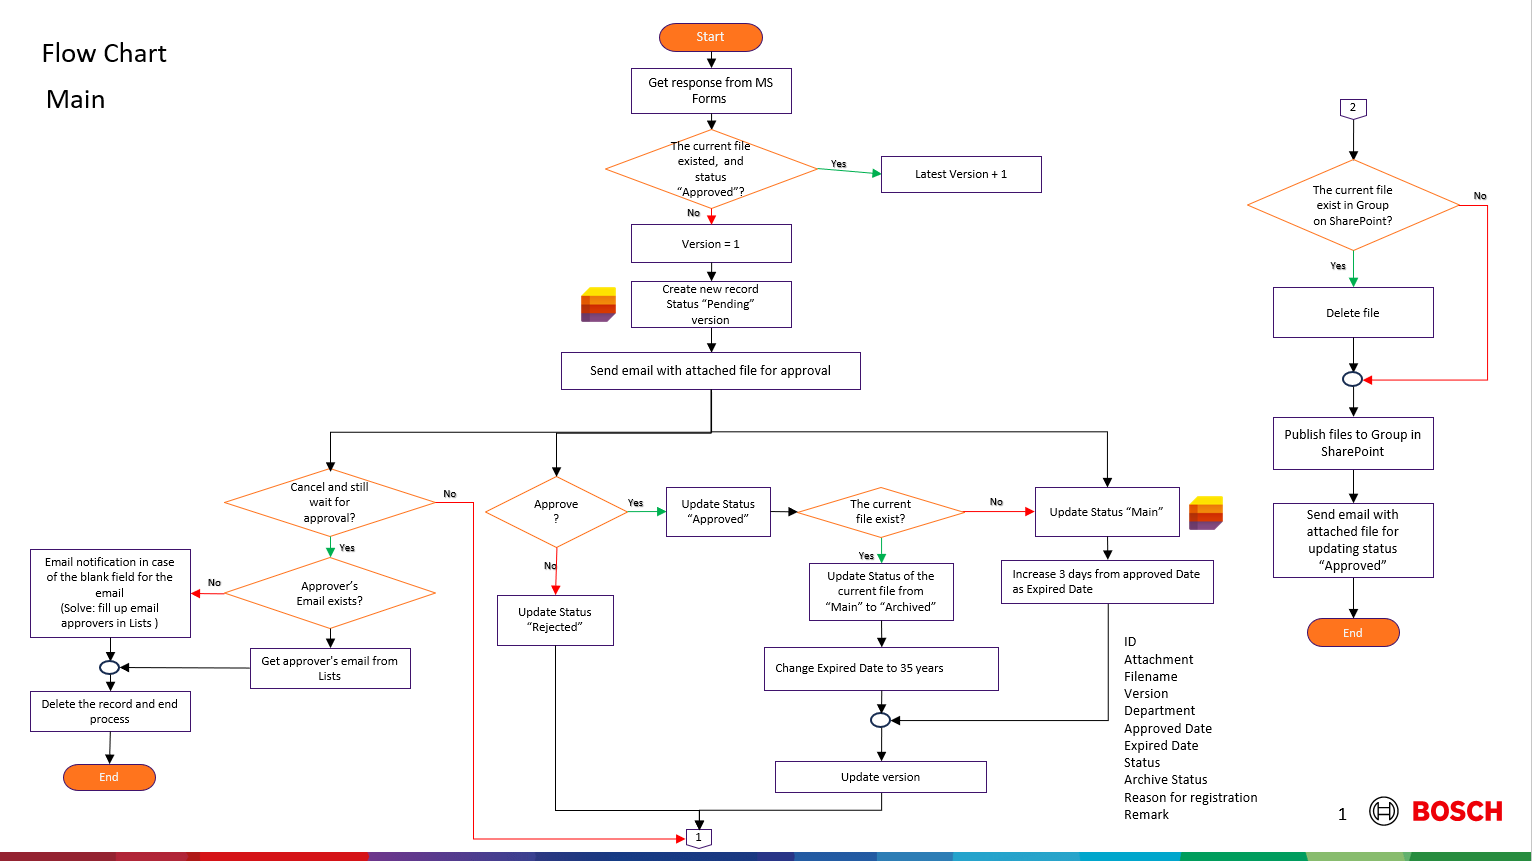 Flow Chart
Main
Start
Get response from MS
Forms
The current file
existed,  and
status
“Approved”?
Yes
Latest Version + 1
No
Version = 1
Create new record
Status “Pending”
version
Send email with attached file for approval
Cancel and still
wait for
approval?
No
Yes
Approver’s
Email exists?
No
Email notification in case
of the blank field for the
email
(Solve: fill up email
approvers in Lists )
Get approver's email from
Lists
Delete the record and end
process
End
Approve
?
Yes
No
Update Status
“Rejected”
Update Status
“Approved”
The current
file exist?
No
Yes
Update Status of the
current file from
“Main” to “Archived”
Change Expired Date to 35 years
Update version
1
Update Status “Main”
Increase 3 days from approved Date
as Expired Date
ID
Attachment
Filename
Version
Department
Approved Date
Expired Date
Status
Archive Status
Reason for registration
Remark
2
The current file
exist in Group
on SharePoint?
No
Yes
Delete file
Publish files to Group in
SharePoint
Send email with
attached file for
updating status
“Approved”
End
1
BOSCH